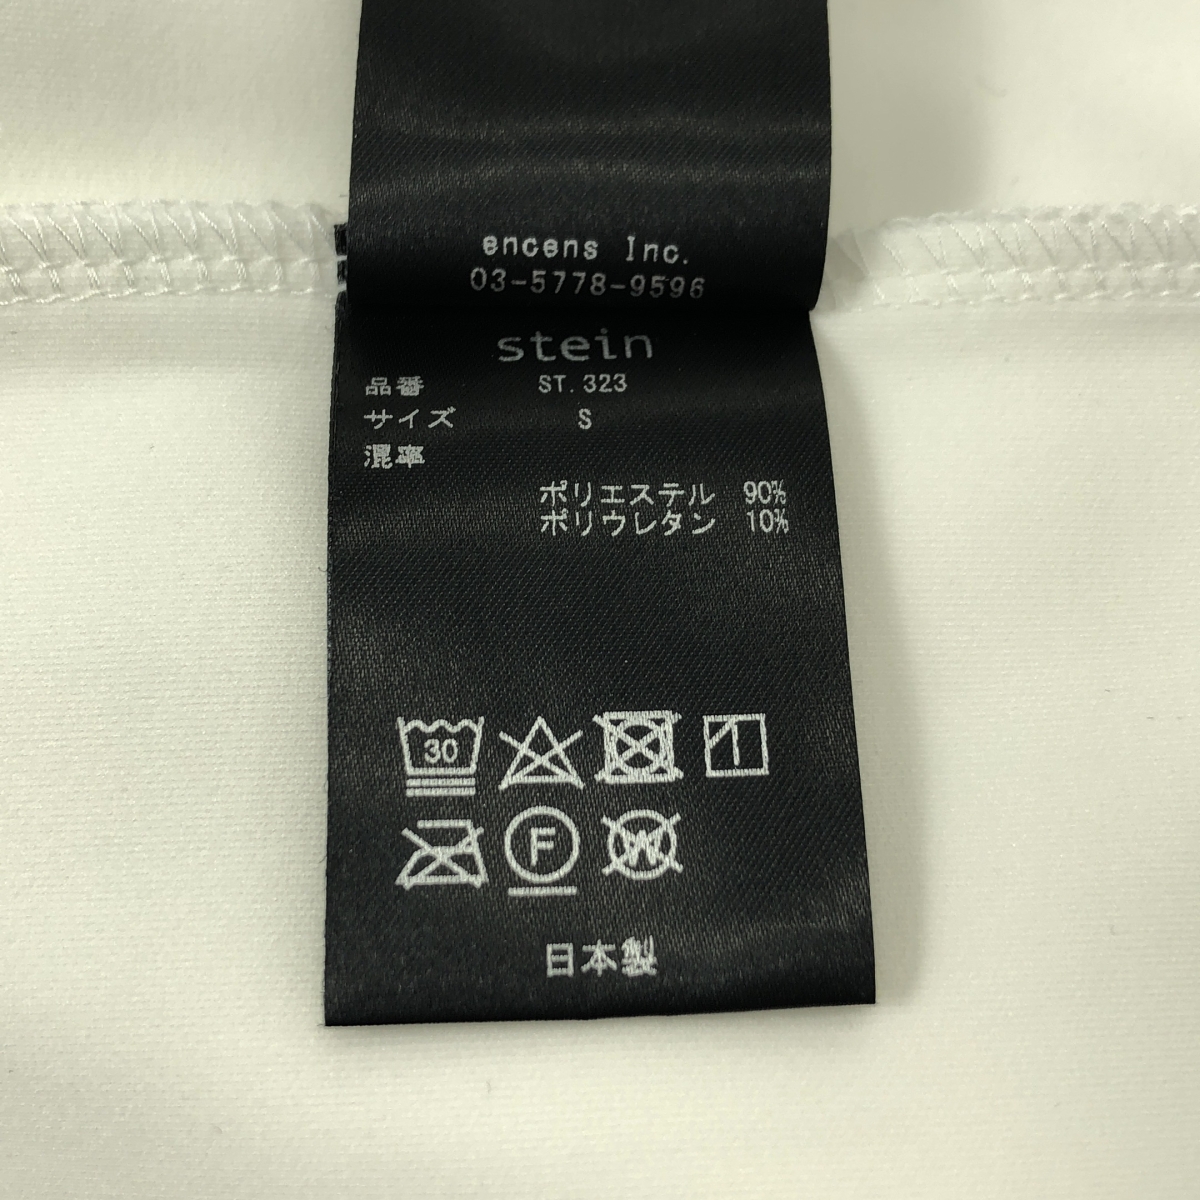 encens Inc.
03-5778-9596
stein
品番 ST.323
サイズ S
混率
ポリエステル 90%
ポリウレタン 10%
30
F
W
日本製